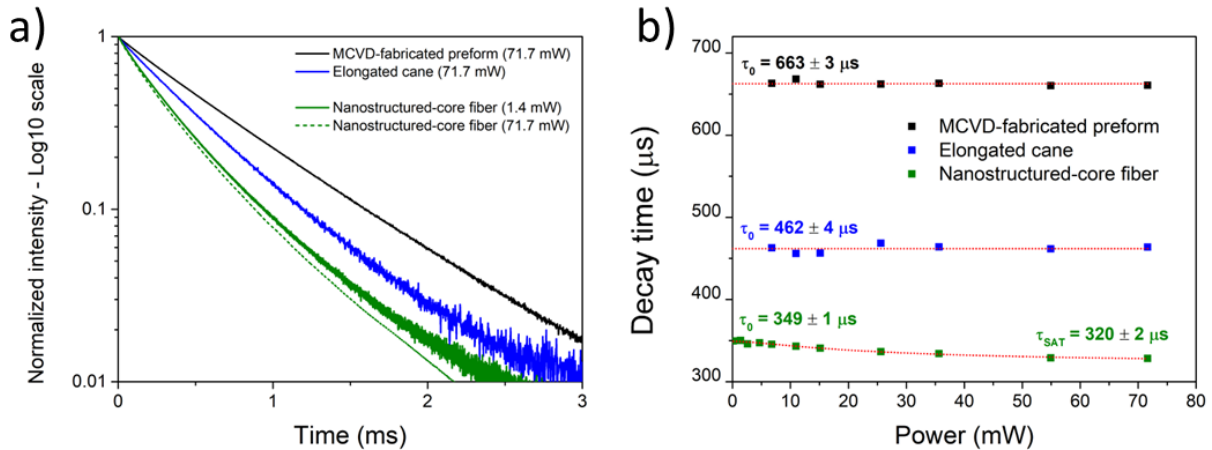 a)
Normalized intensity - Log10 scale
1
0.1
0.01
MCVD-fabricated preform (71.7 mW)
Elongated cane (71.7 mW)
Nanostructured-core fiber (1.4 mW)
Nanostructured-core fiber (71.7 mW)
0 1 2 3
Time (ms)
b)
Decay time (μs)
700
600
500
400
300
τ0 = 663 ± 3 μs
MCVD-fabricated preform
Elongated cane
Nanostructured-core fiber
τ0 = 462 ± 4 μs
τ0 = 349 ± 1 μs
τSAT = 320 ± 2 μs
0 10 20 30 40 50 60 70 80
Power (mW)